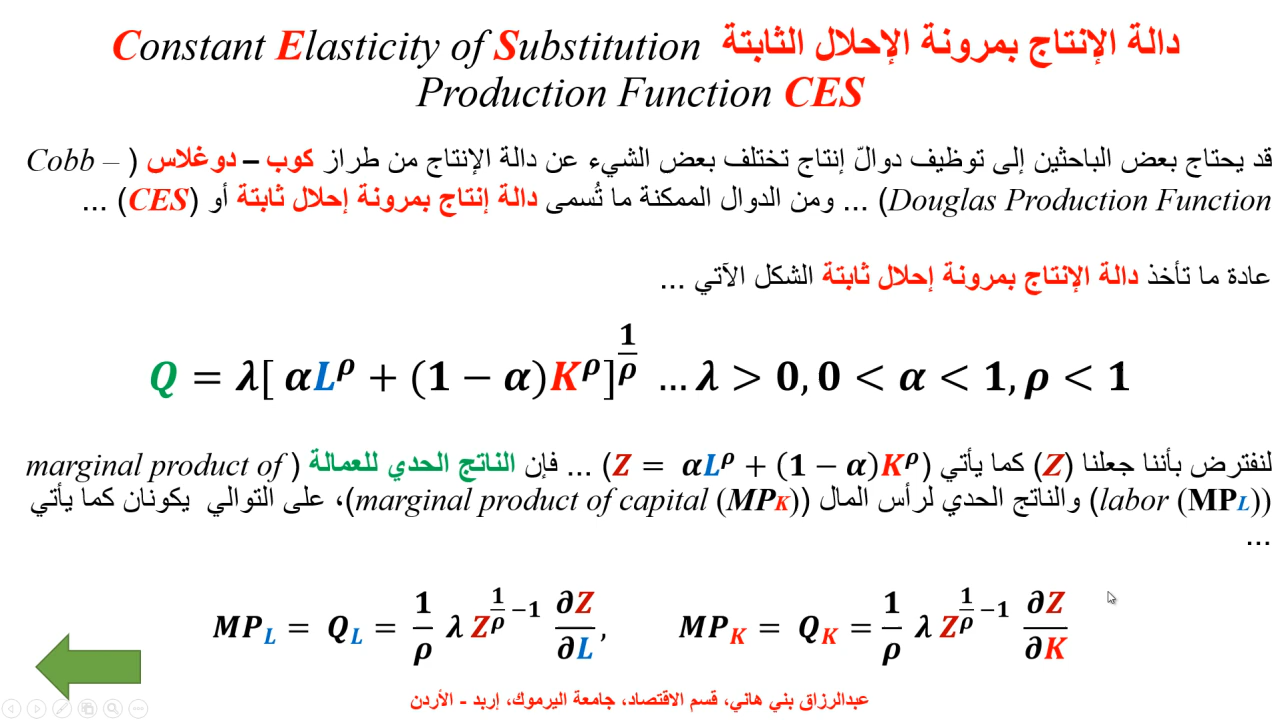 دالة الإنتاج بمرونة الإحلال الثابتة Constant Elasticity of Substitution
Production Function CES
قد يحتاج بعض الباحثين إلى توظيف دوالّ إنتاج تختلف بعض الشيء عن دالة الإنتاج من طراز كوب – دوغلاس (Cobb –
Douglas Production Function) ... ومن الدوال الممكنة ما تُسمى دالة إنتاج بمرونة إحلال ثابتة أو (CES) ...
عادة ما تأخذ دالة الإنتاج بمرونة إحلال ثابتة الشكل الآتي ...
Q = λ[ αL^ρ + (1 − α)K^ρ]^(1/ρ) ... λ > 0, 0 < α < 1, ρ < 1
لنفترض بأننا جعلنا (Z) كما يأتي (Z = αL^ρ + (1 − α)K^ρ) ... فإن الناتج الحدي للعمالة (marginal product of
labor (MP_L)) والناتج الحدي لرأس المال (marginal product of capital (MP_K))، على التوالي يكونان كما يأتي
...
MP_L = Q_L = 1/ρ λ Z^(1/ρ −1) ∂Z/∂L, MP_K = Q_K = 1/ρ λ Z^(1/ρ −1) ∂Z/∂K
عبدالرزاق بني هاني، قسم الاقتصاد، جامعة اليرموك، إربد - الأردن